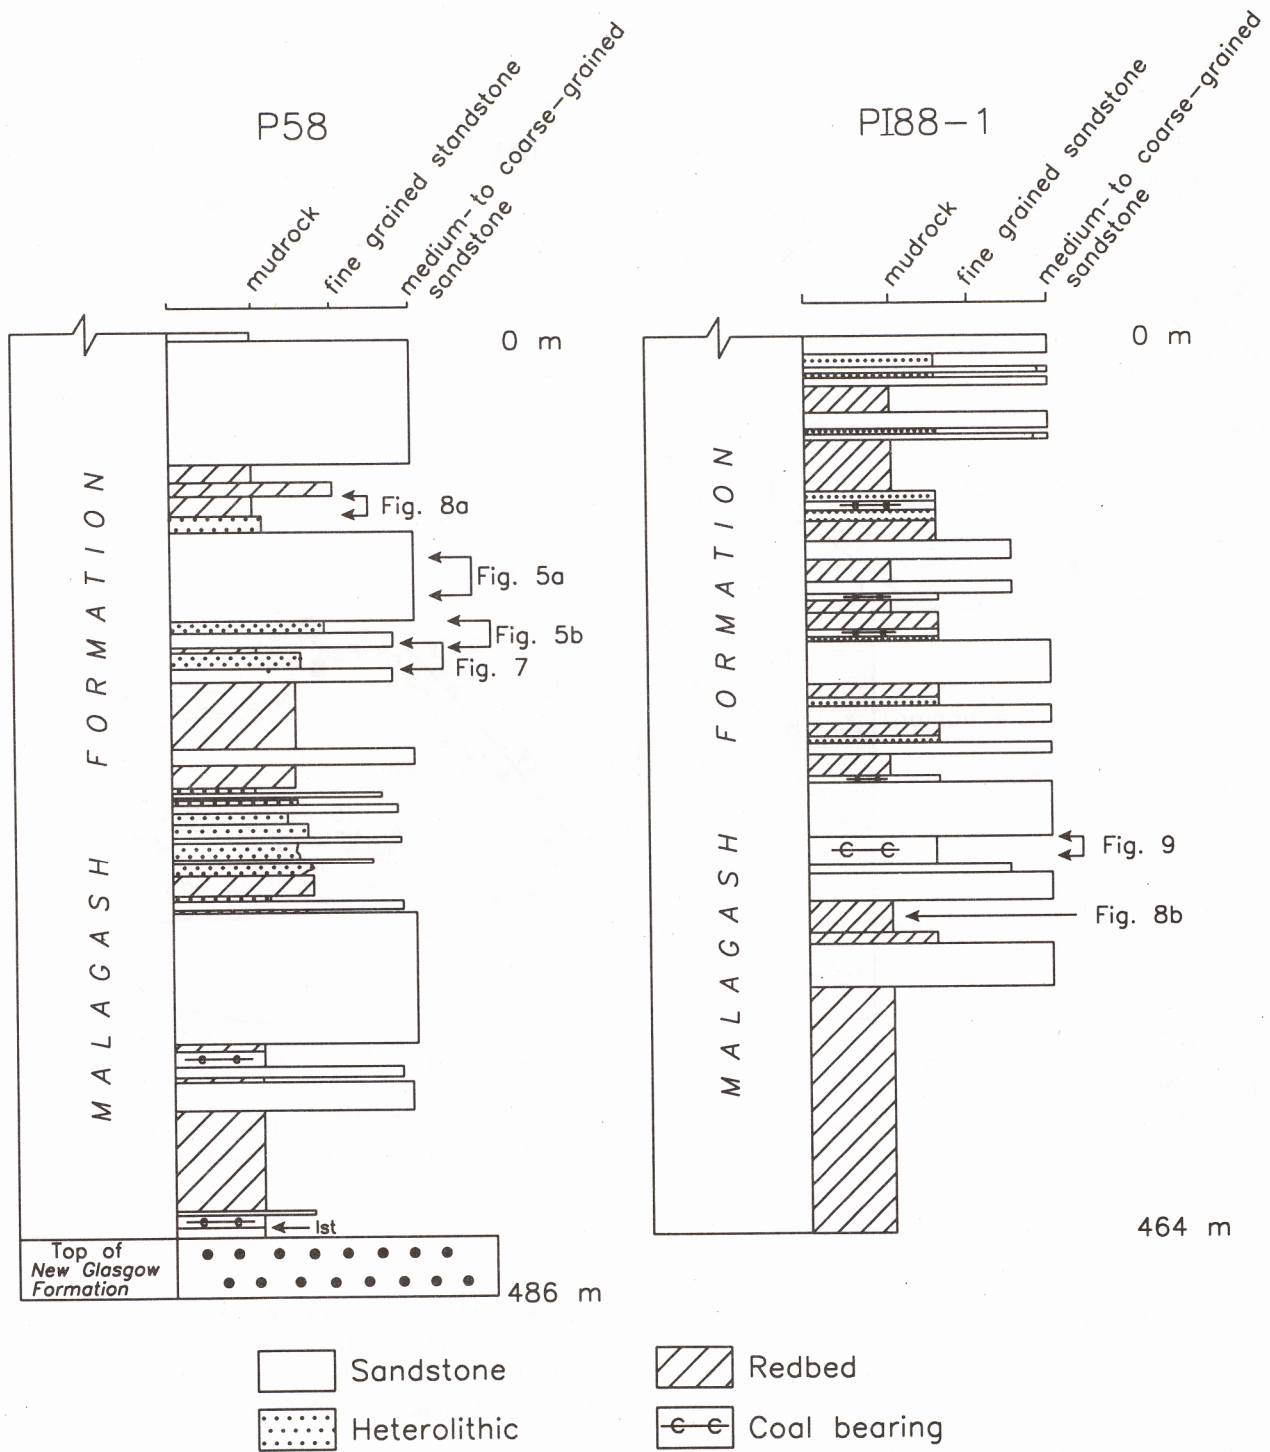 P58
mudrock
fine grained standstone
medium- to coarse-grained
sandstone
0 m
MALAGASH FORMATION
Fig. 8a
Fig. 5a
Fig. 5b
Fig. 7
lst
Top of
New Glasgow
Formation
486 m
PI88-1
mudrock
fine grained sandstone
medium- to coarse-grained
sandstone
0 m
MALAGASH FORMATION
Fig. 9
Fig. 8b
464 m
Sandstone
Redbed
Heterolithic
C C
Coal bearing